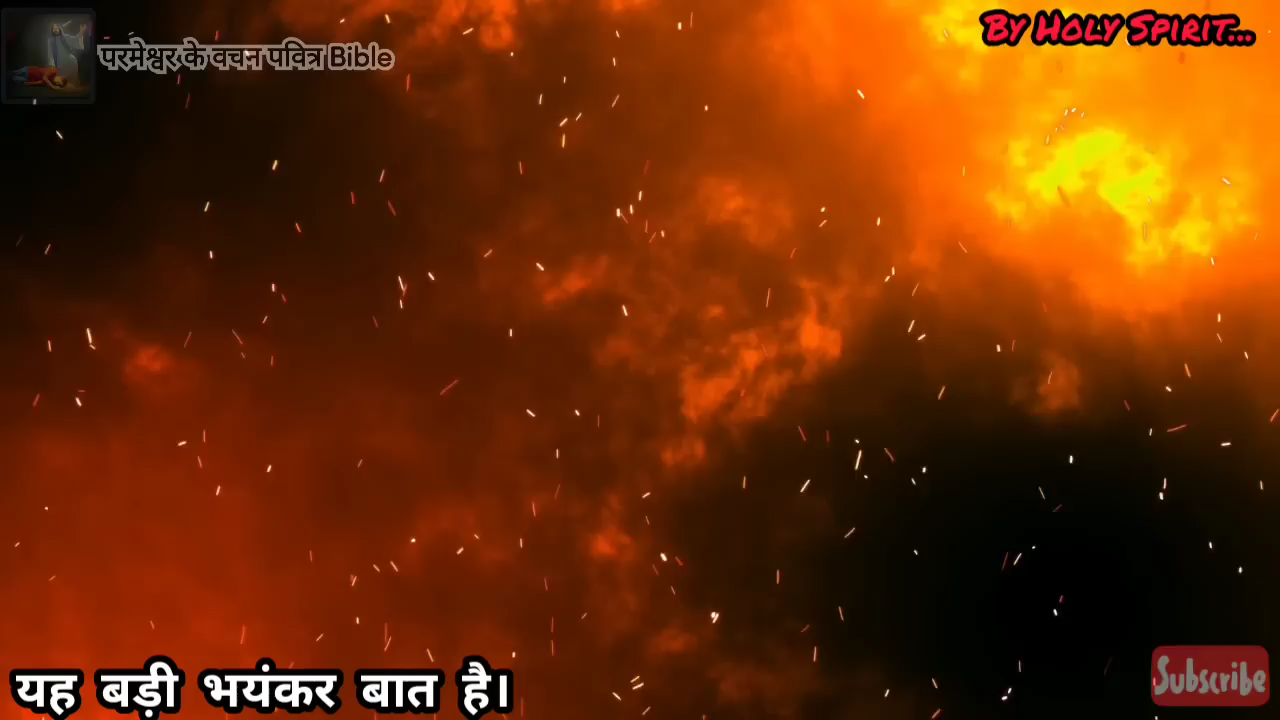 परमेश्वर के वचन पवित्र Bible
By Holy Spirit...
यह बड़ी भयंकर बात है।
Subscribe